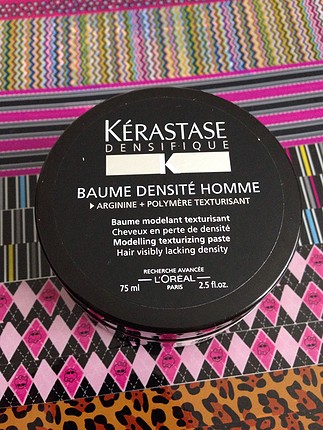 KÉRASTASE
DENSIFIQUE
BAUME DENSITÉ HOMME
ARGININE + POLYMÈRE TEXTURISANT
Baume modelant texturisant
Cheveux en perte de densité
Modelling texturizing paste
Hair visibly lacking density
RECHERCHE AVANCÉE
L'ORÉAL
PARIS
75 ml 2.5 fl.oz.